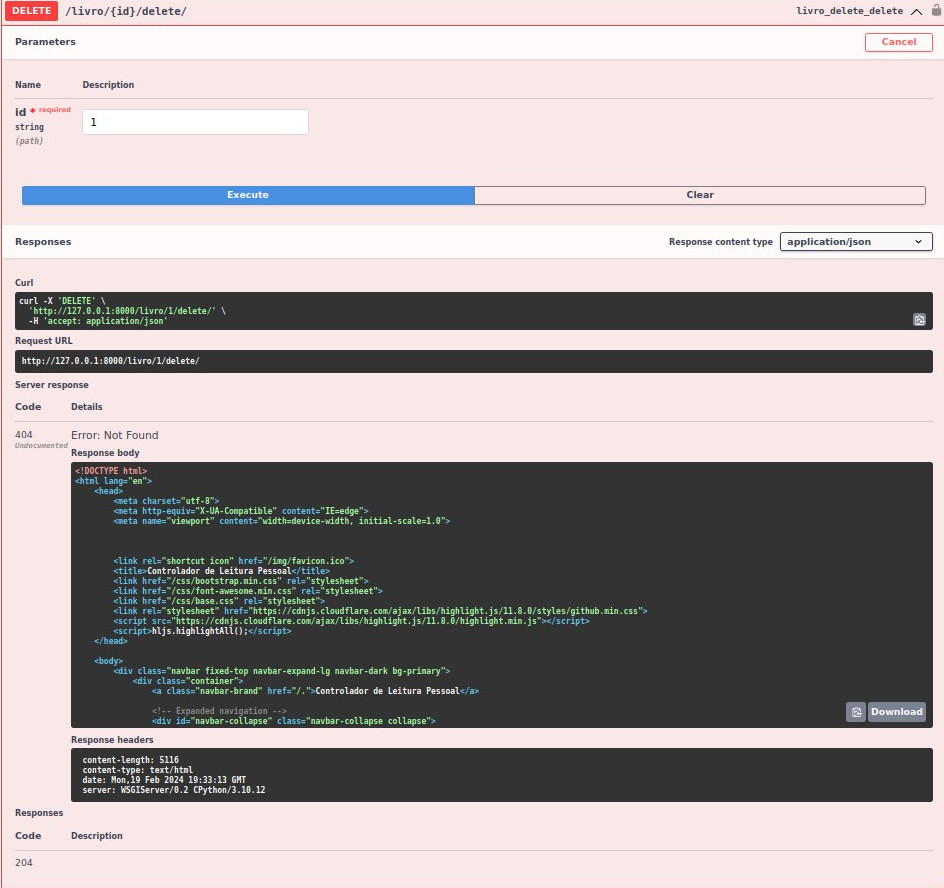 DELETE /livro/{id}/delete/ livro_delete_delete
Parameters Cancel
Name Description
id * required
string
(path)
1
Execute Clear
Responses Response content type application/json
Curl
curl -X 'DELETE' \
  'http://127.0.0.1:8000/livro/1/delete/' \
  -H 'accept: application/json'
Request URL
http://127.0.0.1:8000/livro/1/delete/
Server response
Code Details
404 Error: Not Found
Undocumented
Response body
<!DOCTYPE html>
<html lang="en">
    <head>
        <meta charset="utf-8">
        <meta http-equiv="X-UA-Compatible" content="IE=edge">
        <meta name="viewport" content="width=device-width, initial-scale=1.0">
        <link rel="shortcut icon" href="/img/favicon.ico">
        <title>Controlador de Leitura Pessoal</title>
        <link href="/css/bootstrap.min.css" rel="stylesheet">
        <link href="/css/font-awesome.min.css" rel="stylesheet">
        <link href="/css/base.css" rel="stylesheet">
        <link rel="stylesheet" href="https://cdnjs.cloudflare.com/ajax/libs/highlight.js/11.8.0/styles/github.min.css">
        <script src="https://cdnjs.cloudflare.com/ajax/libs/highlight.js/11.8.0/highlight.min.js"></script>
        <script>hljs.highlightAll();</script>
    </head>
    <body>
        <div class="navbar fixed-top navbar-expand-lg navbar-dark bg-primary">
            <div class="container">
                <a class="navbar-brand" href="/.">Controlador de Leitura Pessoal</a>
                <!-- Expanded navigation -->
                <div id="navbar-collapse" class="navbar-collapse collapse">
Download
Response headers
content-length: 5116
content-type: text/html
date: Mon,19 Feb 2024 19:33:13 GMT
server: WSGIServer/0.2 CPython/3.10.12
Responses
Code Description
204